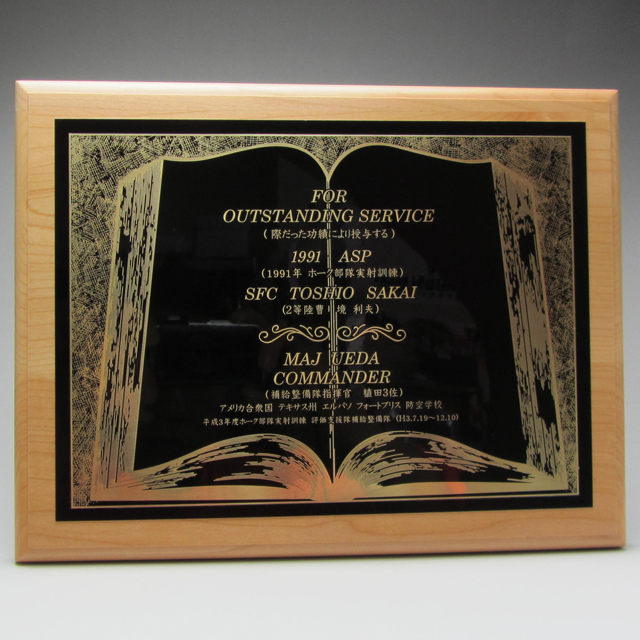 FOR
OUTSTANDING SERVICE
(際だった功績により授与する)
1991 ASP
(1991年 ホーク部隊実射訓練)
SFC TOSHIO SAKAI
(2等陸曹 境 利夫)
MAJ UEDA
COMMANDER
(補給整備隊指揮官 植田3佐)
アメリカ合衆国 テキサス州 エルパソ フォートブリス 防空学校
平成3年度ホーク部隊実射訓練 評価支援隊補給整備隊 (H3.7.19~12.10)